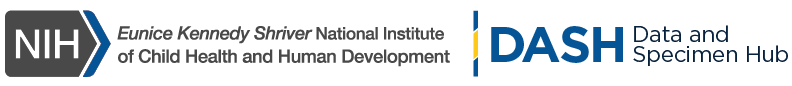 NIH
Eunice Kennedy Shriver National Institute
of Child Health and Human Development
DASH
Data and
Specimen Hub